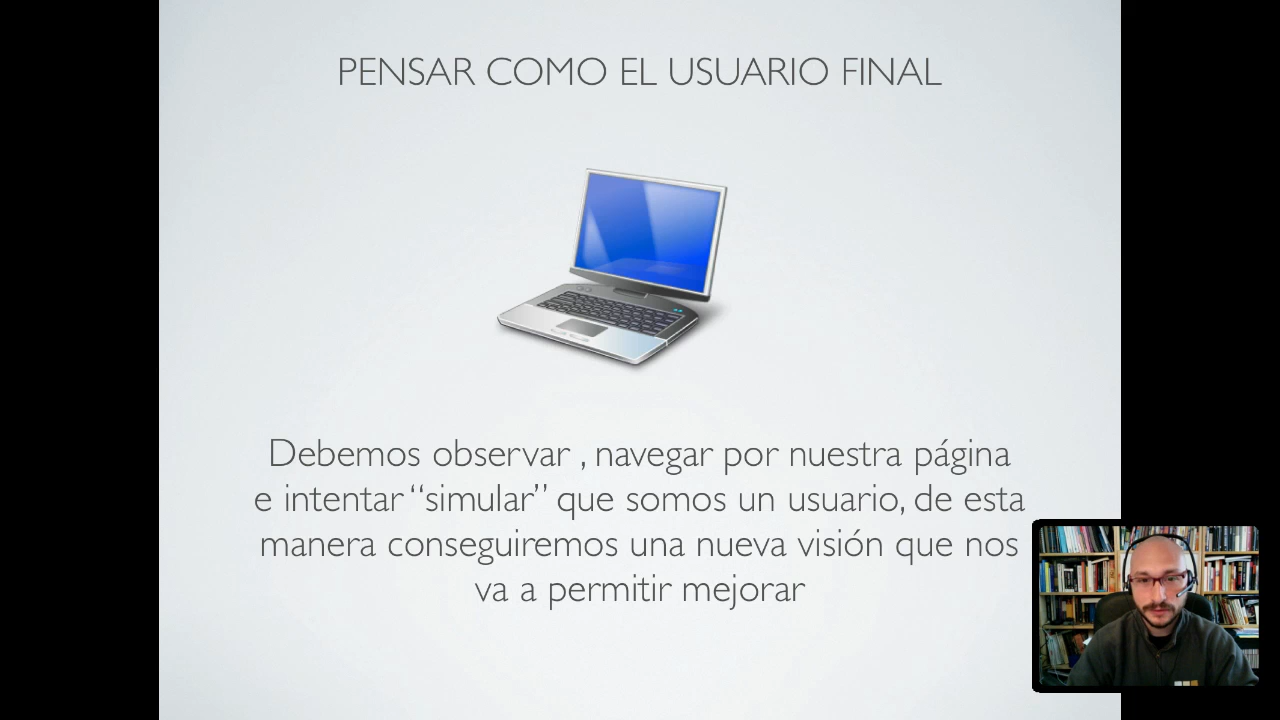 PENSAR COMO EL USUARIO FINAL
Debemos observar , navegar por nuestra página
e intentar “simular” que somos un usuario, de esta
manera conseguiremos una nueva visión que nos
va a permitir mejorar